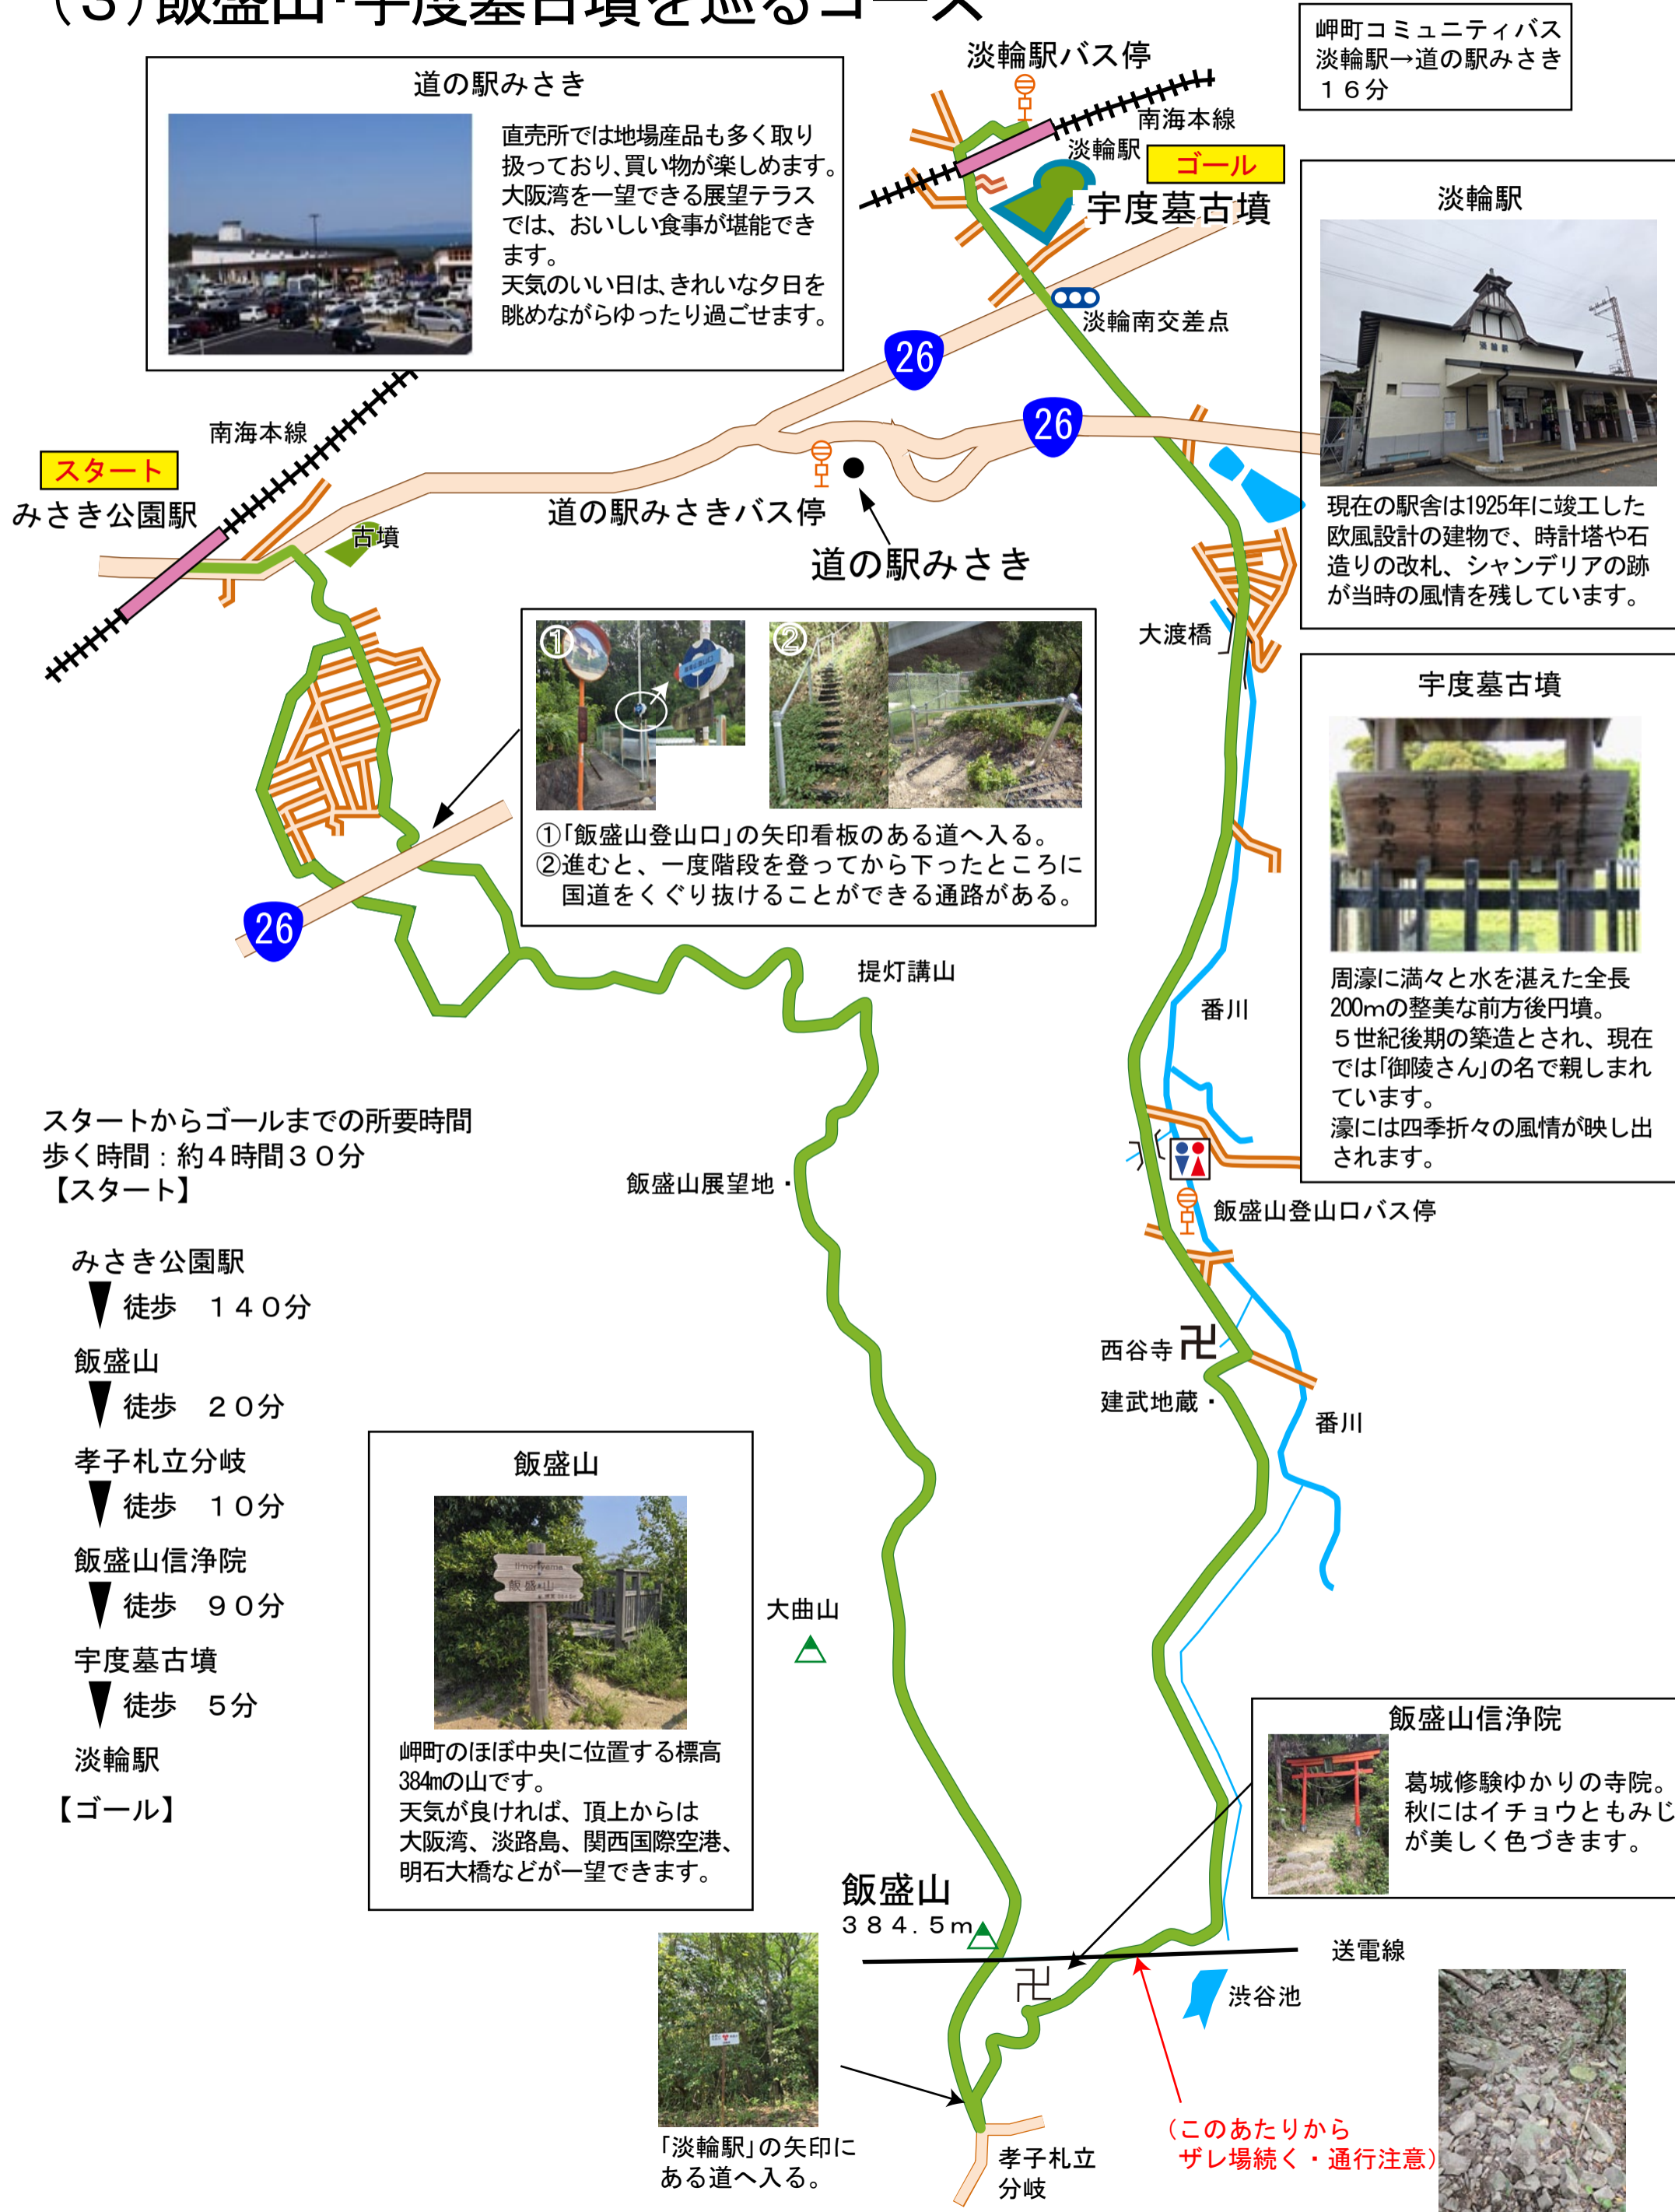 (3)飯盛山・宇度墓古墳を巡るコース
岬町コミュニティバス
淡輪駅→道の駅みさき
16分
道の駅みさき
直売所では地場産品も多く取り
扱っており、買い物が楽しめます。
大阪湾を一望できる展望テラス
では、おいしい食事が堪能でき
ます。
天気のいい日は、きれいな夕日を
眺めながらゆったり過ごせます。
淡輪駅バス停
南海本線
淡輪駅
ゴール
宇度墓古墳
淡輪南交差点
26
26
淡輪駅
淡輪駅
現在の駅舎は1925年に竣工した
欧風設計の建物で、時計塔や石
造りの改札、シャンデリアの跡
が当時の風情を残しています。
南海本線
スタート
みさき公園駅
古墳
道の駅みさきバス停
道の駅みさき
大渡橋
①
②
①「飯盛山登山口」の矢印看板のある道へ入る。
②進むと、一度階段を登ってから下ったところに
国道をくぐり抜けることができる通路がある。
26
宇度墓古墳
周濠に満々と水を湛えた全長
200mの整美な前方後円墳。
5世紀後期の築造とされ、現在
では「御陵さん」の名で親しまれ
ています。
濠には四季折々の風情が映し出
されます。
提灯講山
番川
飯盛山展望地・
飯盛山登山口バス停
西谷寺
建武地蔵・
番川
スタートからゴールまでの所要時間
歩く時間：約4時間30分
【スタート】
みさき公園駅
徒歩 140分
飯盛山
徒歩 20分
孝子札立分岐
徒歩 10分
飯盛山信浄院
徒歩 90分
宇度墓古墳
徒歩 5分
淡輪駅
【ゴール】
飯盛山
Iimoriyama
飯盛山
岬町のほぼ中央に位置する標高
384mの山です。
天気が良ければ、頂上からは
大阪湾、淡路島、関西国際空港、
明石大橋などが一望できます。
大曲山
飯盛山信浄院
葛城修験ゆかりの寺院。
秋にはイチョウともみじ
が美しく色づきます。
飯盛山
384.5m
送電線
渋谷池
「淡輪駅」の矢印に
ある道へ入る。
孝子札立
分岐
（このあたりから
ザレ場続く・通行注意）